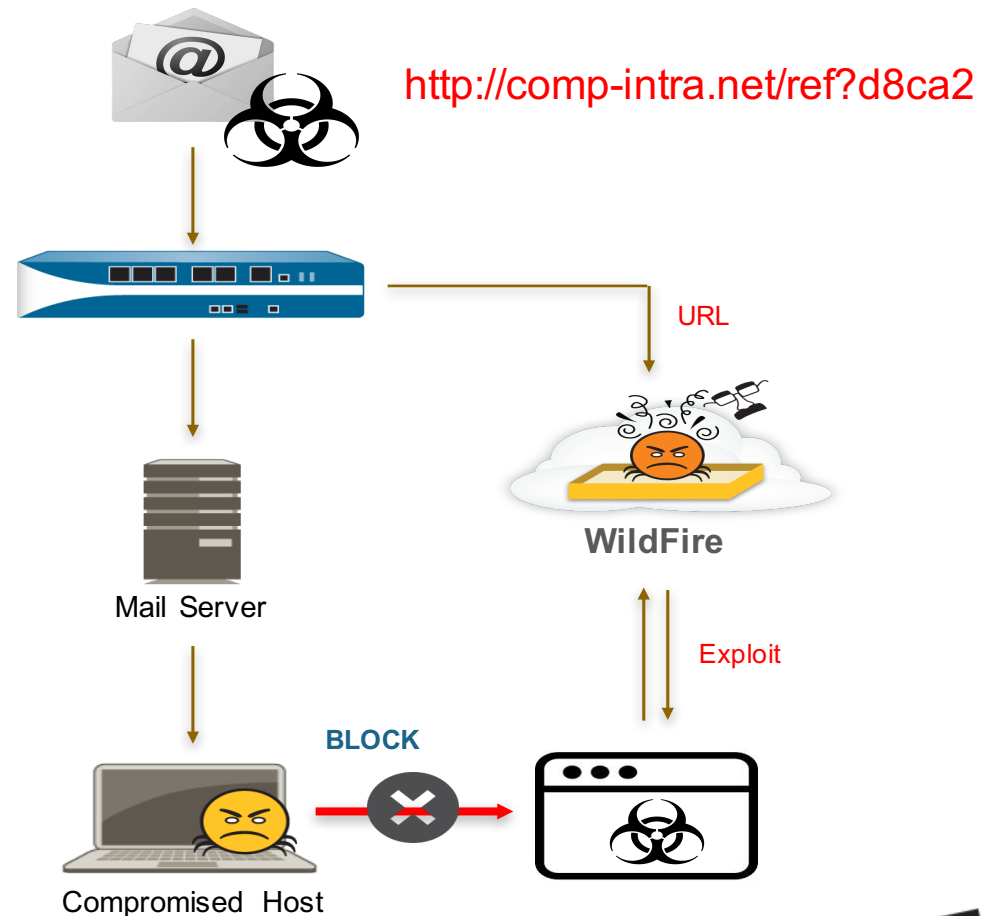 http://comp-intra.net/ref?d8ca2
URL
WildFire
Mail Server
Exploit
BLOCK
Compromised Host